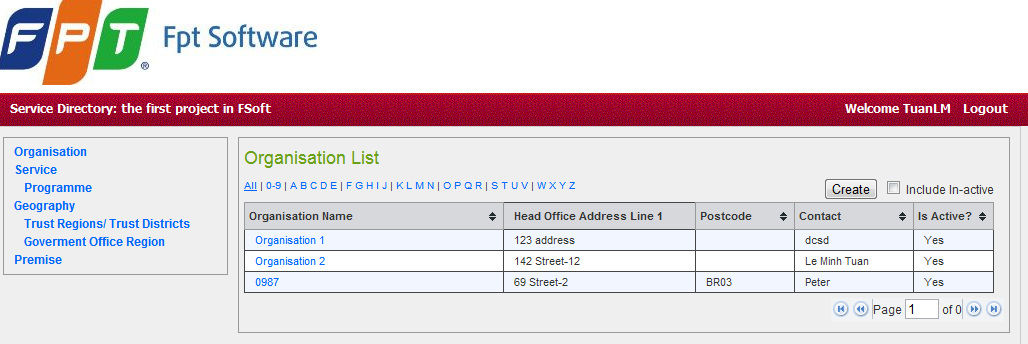 FPT®
Fpt Software
Service Directory: the first project in FSoft Welcome TuanLM Logout
Organisation
Service
Programme
Geography
Trust Regions/ Trust Districts
Goverment Office Region
Premise
Organisation List
All | 0-9 | A B C D E | F G H I J | K L M N | O P Q R | S T U V | W X Y Z
Create Include In-active
Organisation Name Head Office Address Line 1 Postcode Contact Is Active?
Organisation 1 123 address dcsd Yes
Organisation 2 142 Street-12 Le Minh Tuan Yes
0987 69 Street-2 BR03 Peter Yes
Page 1 of 0